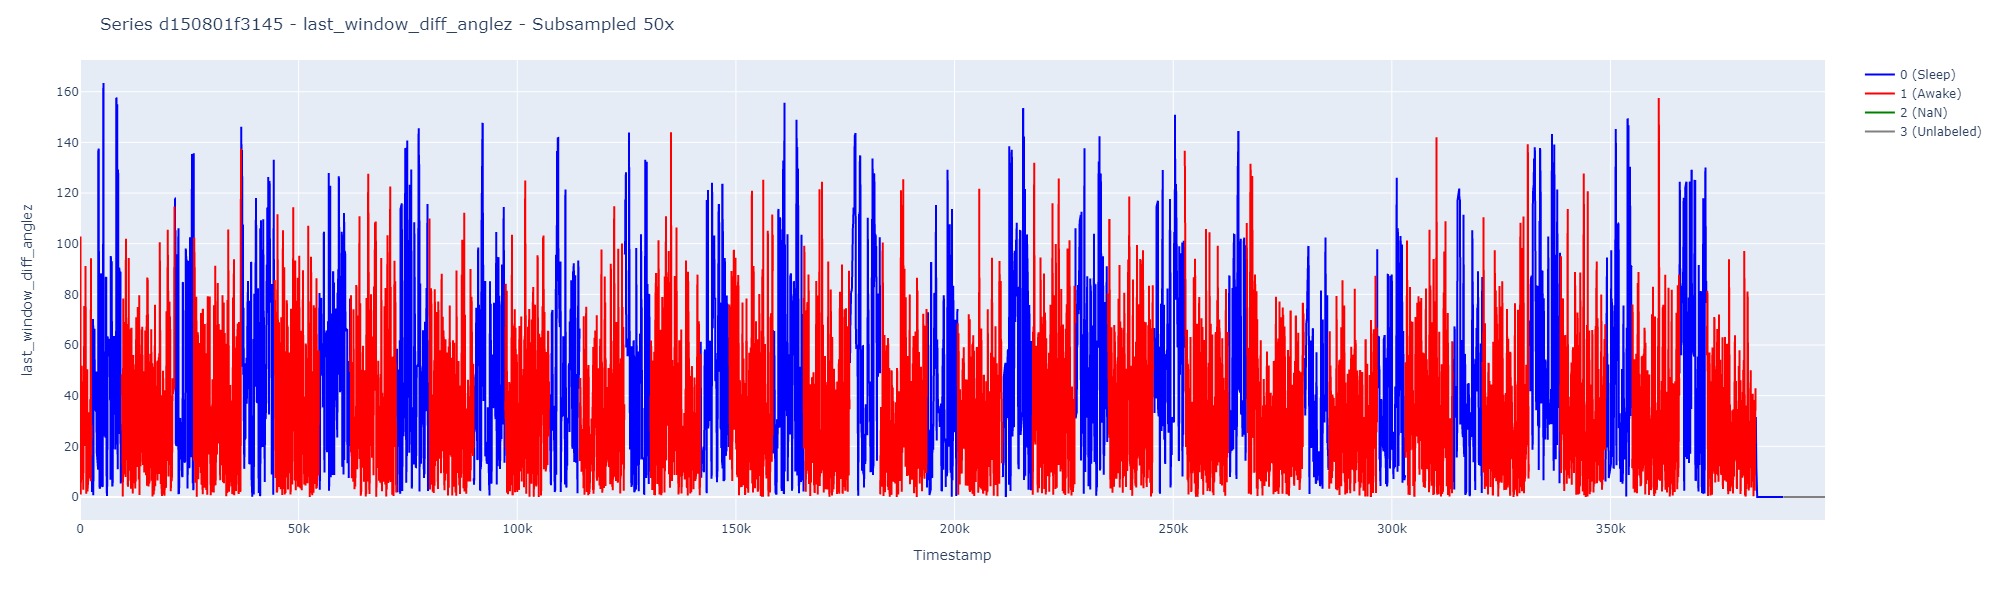 Series d150801f3145 - last_window_diff_anglez - Subsampled 50x
0 (Sleep)
1 (Awake)
2 (NaN)
3 (Unlabeled)
last_window_diff_anglez
160
140
120
100
80
60
40
20
0
0 50k 100k 150k 200k 250k 300k 350k
Timestamp